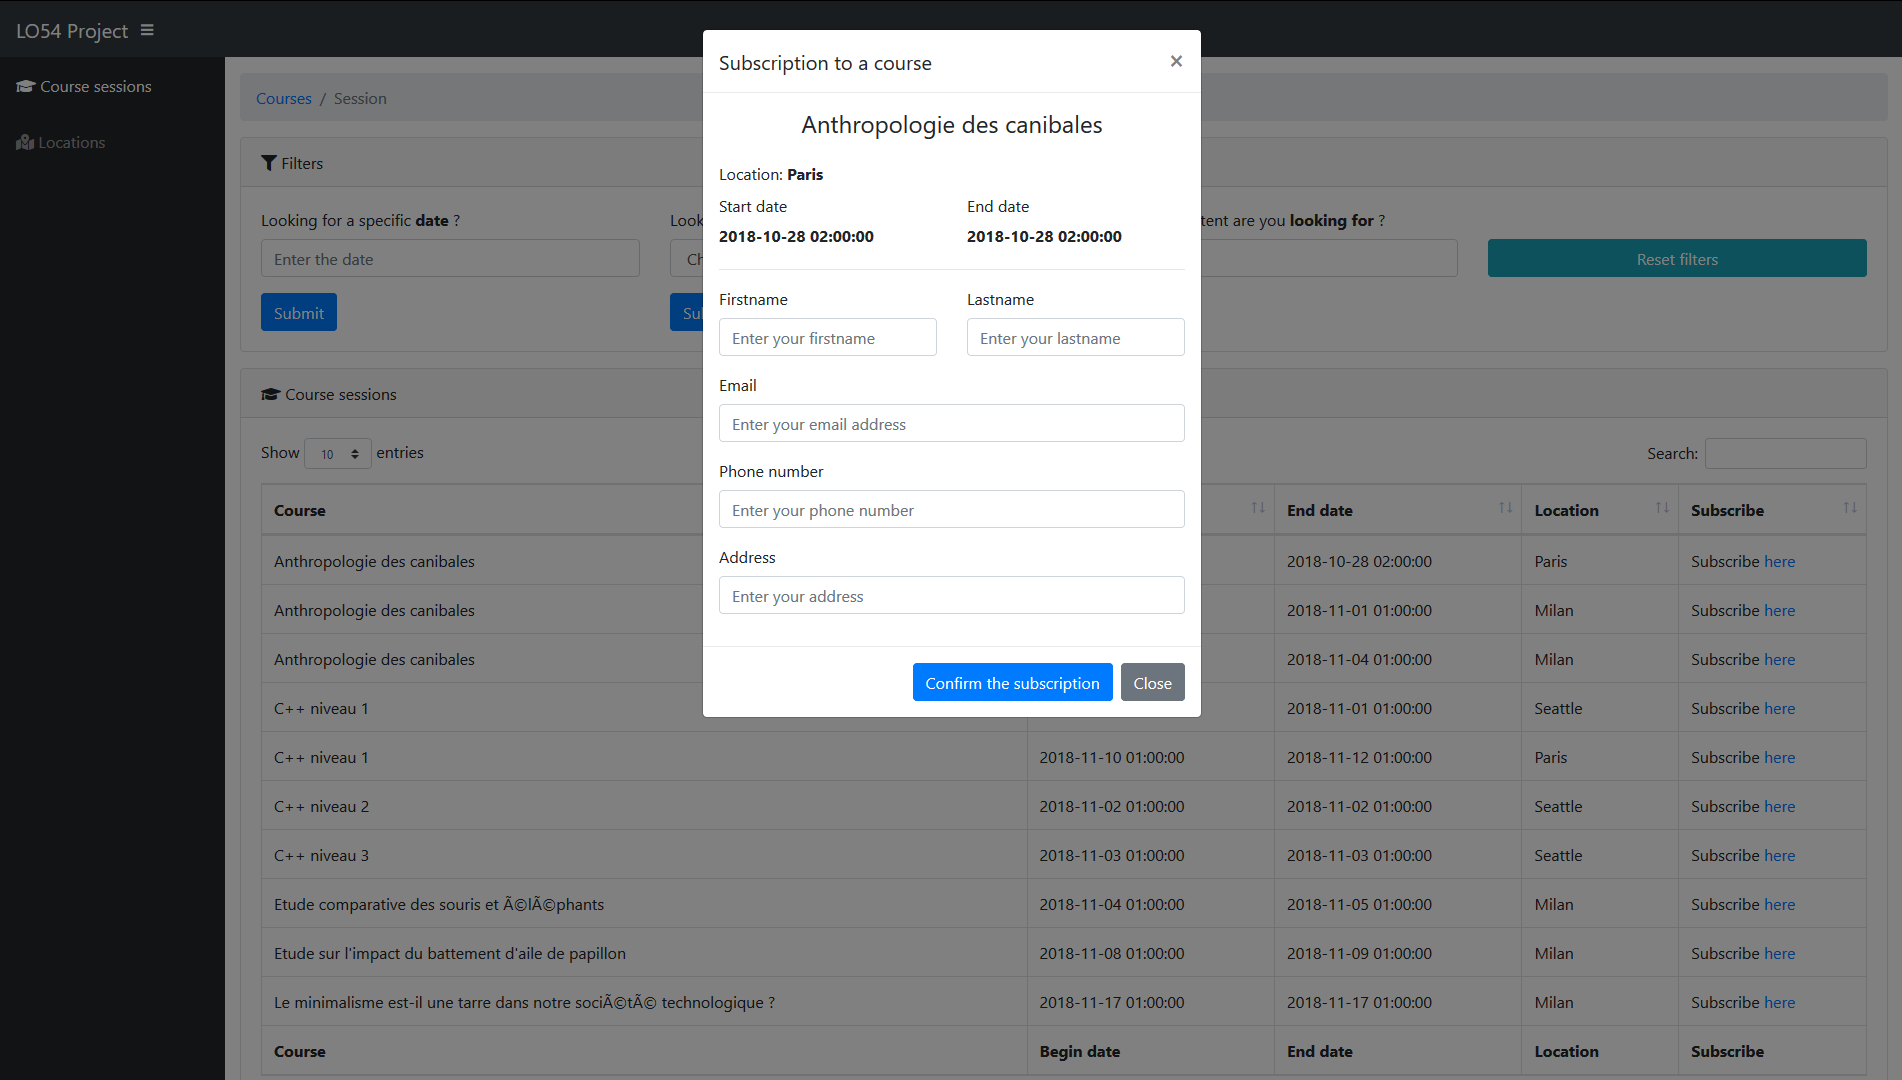 LO54 Project
Course sessions
Locations
Courses / Session
Filters
Looking for a specific date ?
Enter the date
Submit
Look
Ch
Su
tent are you looking for ?
Reset filters
Course sessions
Show 10 entries
Search:
Course End date Location Subscribe
Anthropologie des canibales 2018-10-28 02:00:00 Paris Subscribe here
Anthropologie des canibales 2018-11-01 01:00:00 Milan Subscribe here
Anthropologie des canibales 2018-11-04 01:00:00 Milan Subscribe here
C++ niveau 1 2018-11-01 01:00:00 Seattle Subscribe here
C++ niveau 1 2018-11-10 01:00:00 2018-11-12 01:00:00 Paris Subscribe here
C++ niveau 2 2018-11-02 01:00:00 2018-11-02 01:00:00 Seattle Subscribe here
C++ niveau 3 2018-11-03 01:00:00 2018-11-03 01:00:00 Seattle Subscribe here
Etude comparative des souris et Ã©lÃ©phants 2018-11-04 01:00:00 2018-11-05 01:00:00 Milan Subscribe here
Etude sur l'impact du battement d'aile de papillon 2018-11-08 01:00:00 2018-11-09 01:00:00 Milan Subscribe here
Le minimalisme est-il une tarre dans notre sociÃ©tÃ© technologique ? 2018-11-17 01:00:00 2018-11-17 01:00:00 Milan Subscribe here
Course Begin date End date Location Subscribe
Subscription to a course ×
Anthropologie des canibales
Location: Paris
Start date End date
2018-10-28 02:00:00 2018-10-28 02:00:00
Firstname Lastname
Enter your firstname Enter your lastname
Email
Enter your email address
Phone number
Enter your phone number
Address
Enter your address
Confirm the subscription Close